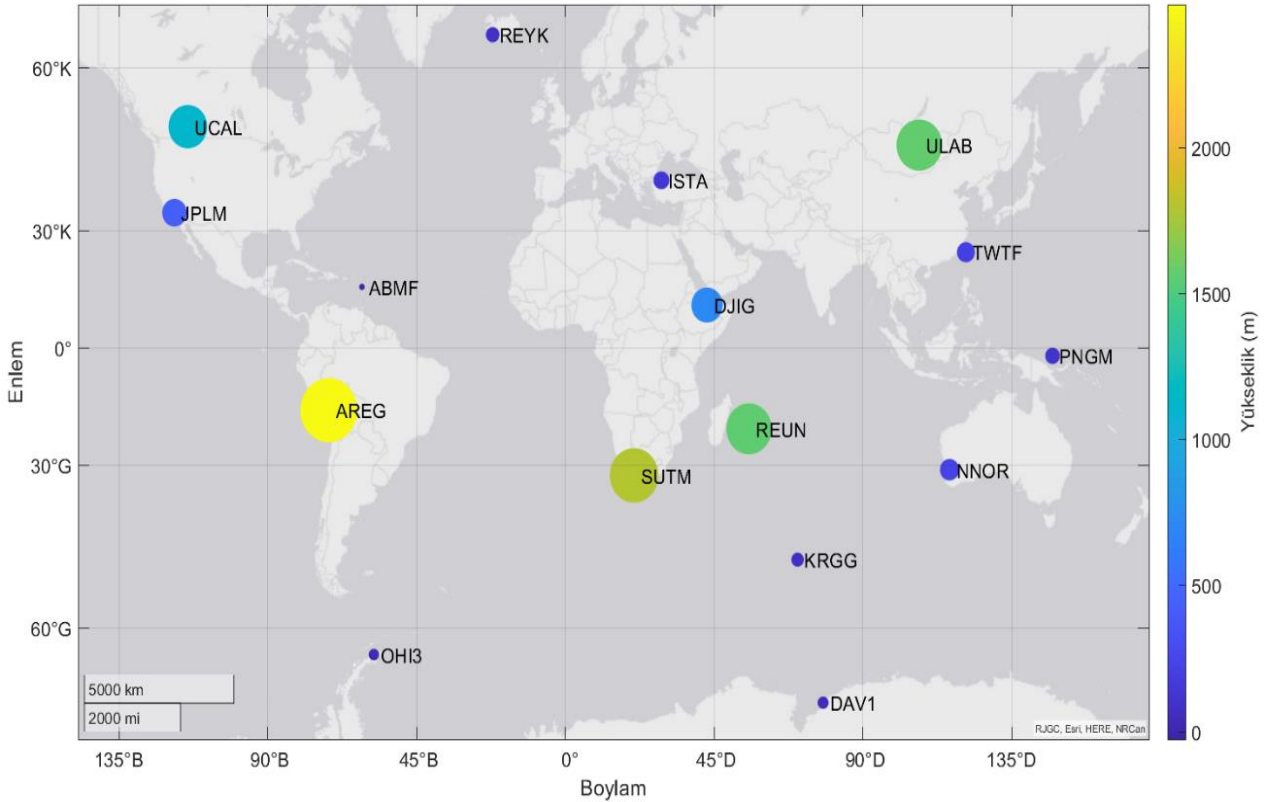 REYK
60°K
UCAL
ULAB
2000
ISTA
JPLM
30°K
TWTF
ABMF
DJIG
1500
Enlem
0°
PNGM
Yükseklik (m)
AREG
REUN
1000
30°G
SUTM
NNOR
KRGG
500
60°G
OHI3
5000 km
DAV1
2000 mi
RJGC, Esri, HERE, NRCan
0
135°B 90°B 45°B 0° 45°D 90°D 135°D
Boylam